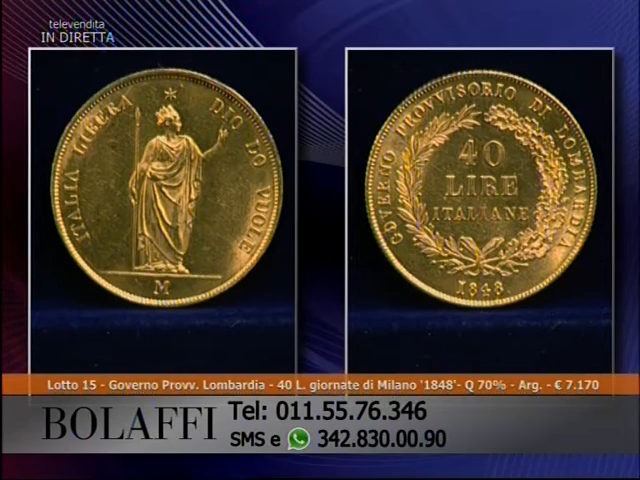 televendita
IN DIRETTA
ITALIA LIBERA DIO LO VUOLE
M
GOVERNO PROVVISORIO DI LOMBARDIA
40
LIRE
ITALIANE
1848
Lotto 15 - Governo Provv. Lombardia - 40 L. giornate di Milano '1848'- Q 70% - Arg. - € 7.170
BOLAFFI
Tel: 011.55.76.346
SMS e 342.830.00.90